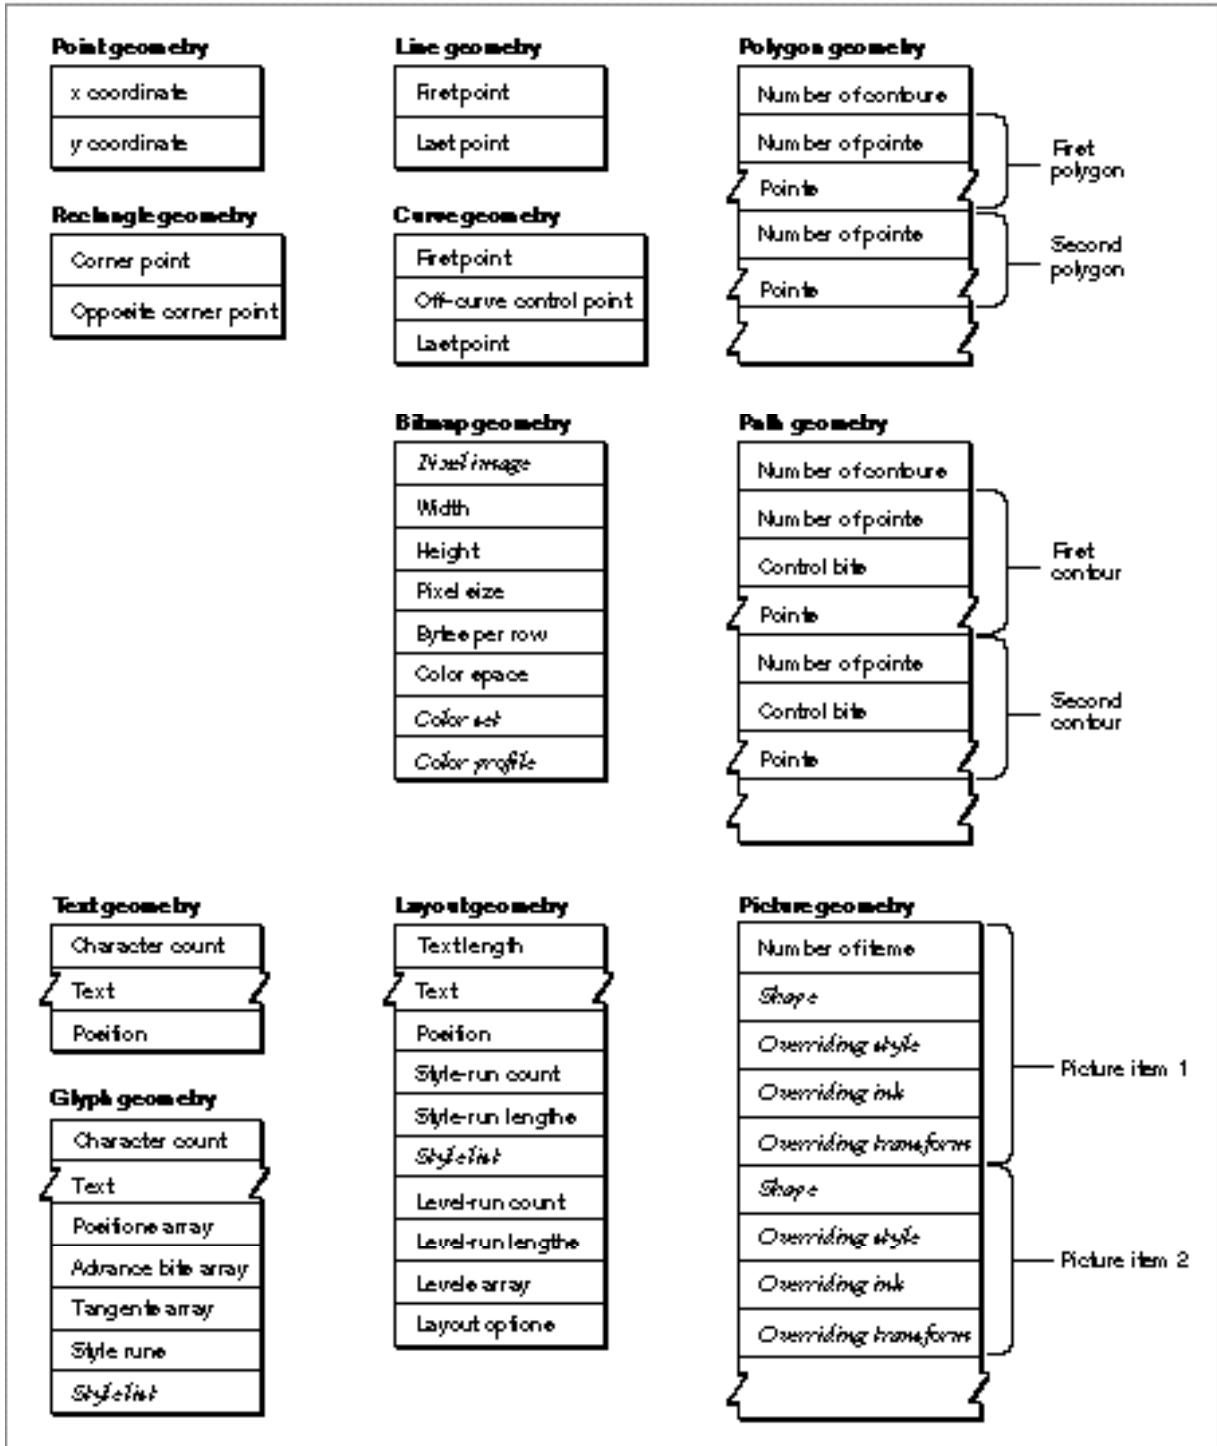 Point geometry
x coordinate
y coordinate
Line geometry
First point
Last point
Polygon geometry
Number of contours
Number of points
Points
Number of points
Points
First
polygon
Second
polygon
Rectangle geometry
Corner point
Opposite corner point
Curve geometry
First point
Off-curve control point
Last point
Bitmap geometry
Pixel image
Width
Height
Pixel size
Bytes per row
Color space
Color set
Color profile
Path geometry
Number of contours
Number of points
Control bits
Points
Number of points
Control bits
Points
First
contour
Second
contour
Text geometry
Character count
Text
Position
Glyph geometry
Character count
Text
Positions array
Advance bits array
Tangents array
Style runs
Style list
Layout geometry
Text length
Text
Position
Style-run count
Style-run lengths
Style list
Level-run count
Level-run lengths
Levels array
Layout options
Picture geometry
Number of items
Shape
Overriding style
Overriding ink
Overriding transform
Shape
Overriding style
Overriding ink
Overriding transform
Picture item 1
Picture item 2